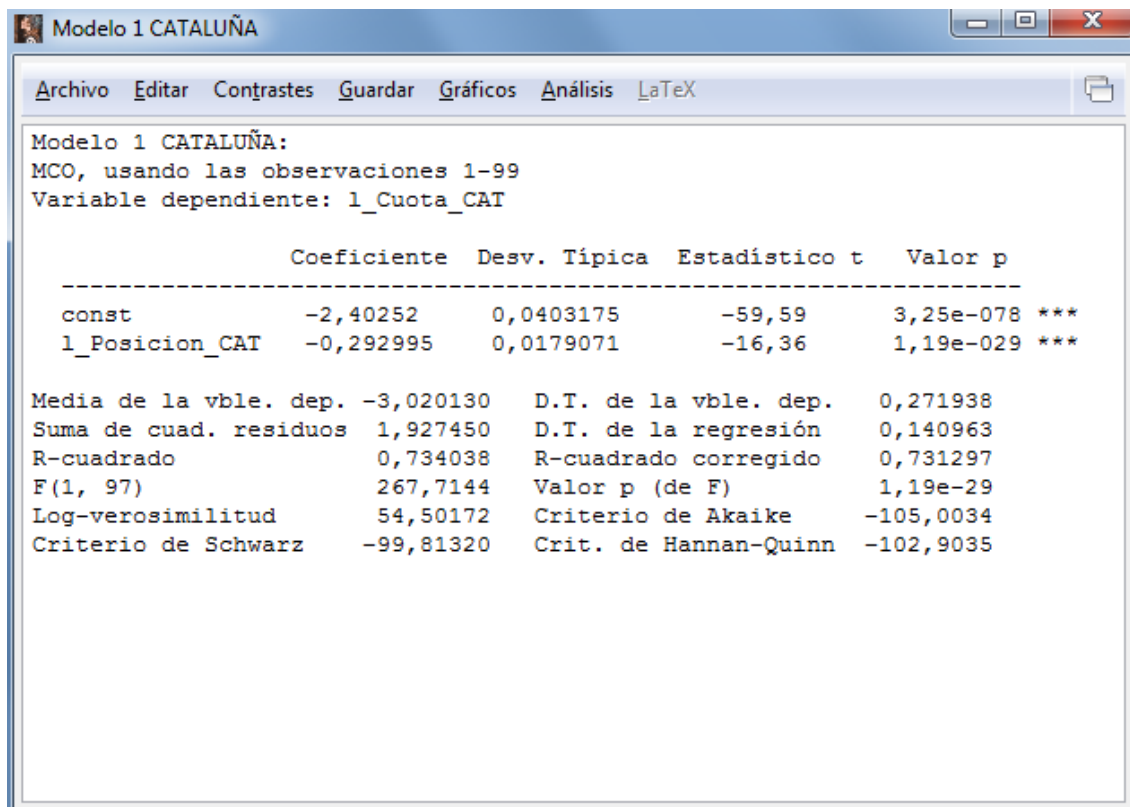 Modelo 1 CATALUÑA
Archivo Editar Contrastes Guardar Gráficos Análisis LaTeX
Modelo 1 CATALUÑA:
MCO, usando las observaciones 1-99
Variable dependiente: l_Cuota_CAT
Coeficiente Desv. Típica Estadístico t Valor p
const -2,40252 0,0403175 -59,59 3,25e-078 ***
l_Posicion_CAT -0,292995 0,0179071 -16,36 1,19e-029 ***
Media de la vble. dep. -3,020130 D.T. de la vble. dep. 0,271938
Suma de cuad. residuos 1,927450 D.T. de la regresión 0,140963
R-cuadrado 0,734038 R-cuadrado corregido 0,731297
F(1, 97) 267,7144 Valor p (de F) 1,19e-29
Log-verosimilitud 54,50172 Criterio de Akaike -105,0034
Criterio de Schwarz -99,81320 Crit. de Hannan-Quinn -102,9035